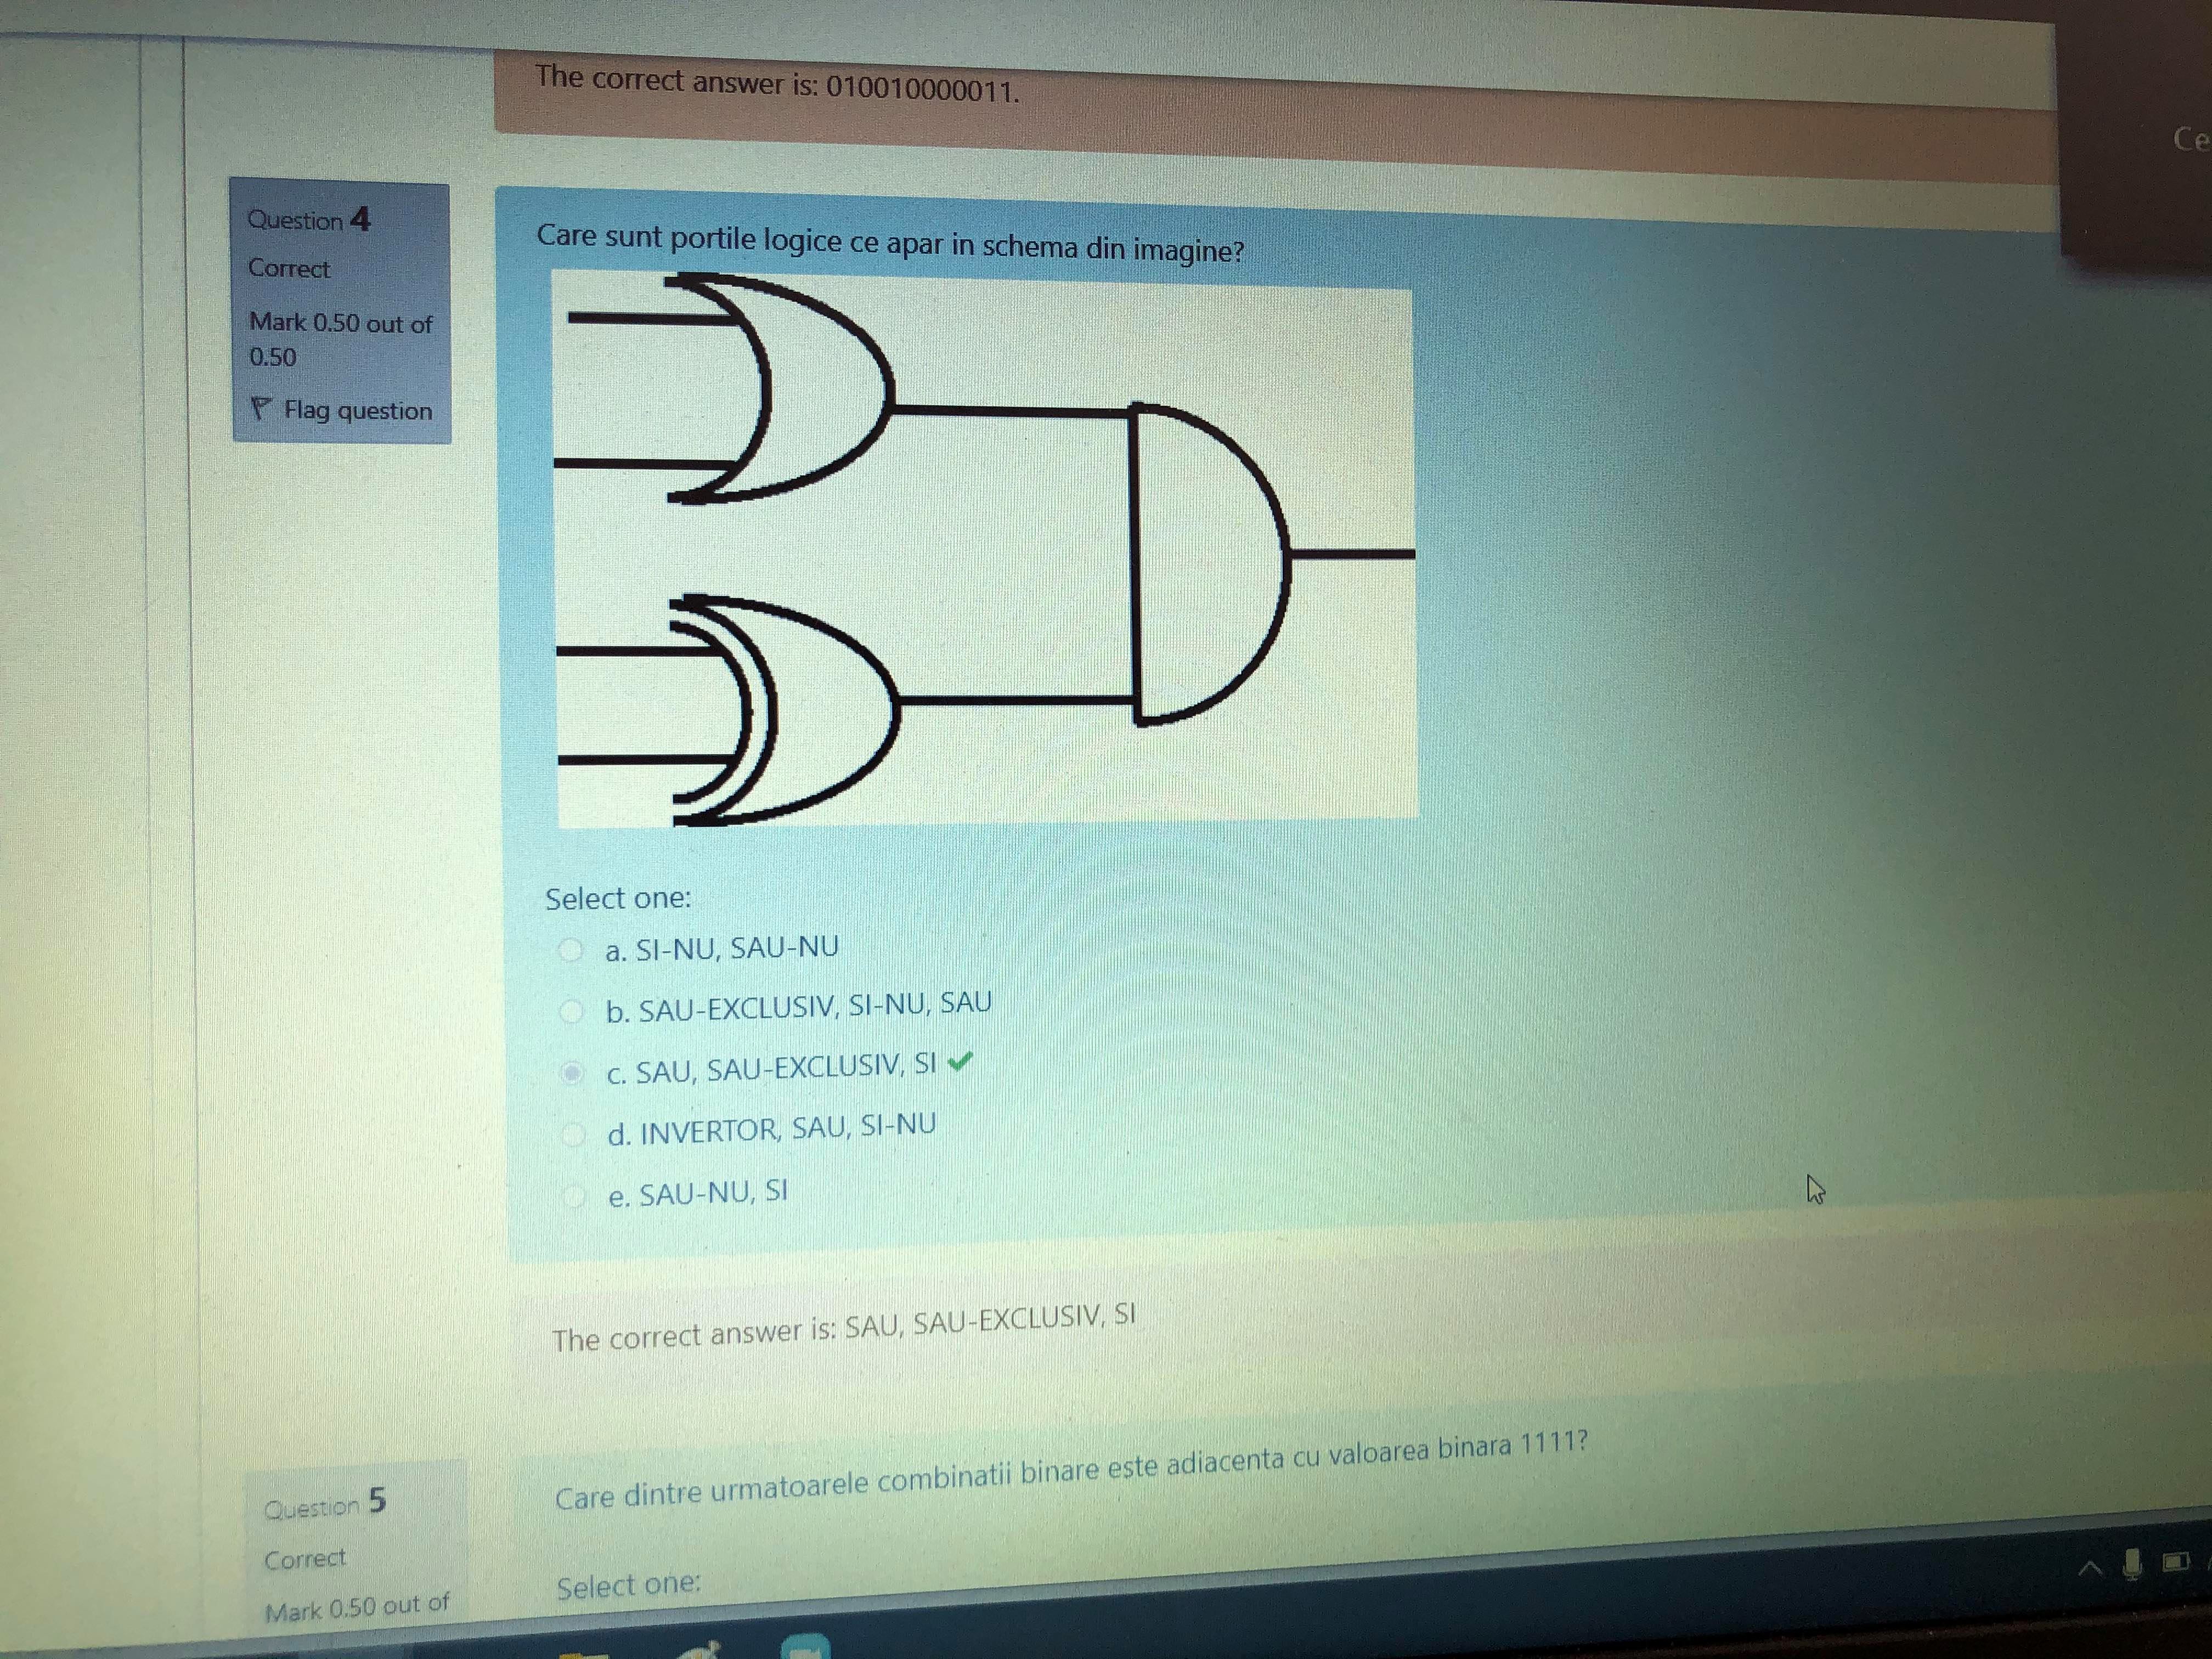 The correct answer is: 010010000011.
Ce
Question 4
Correct
Mark 0.50 out of
0.50
Flag question
Care sunt portile logice ce apar in schema din imagine?
Select one:
a. SI-NU, SAU-NU
b. SAU-EXCLUSIV, SI-NU, SAU
c. SAU, SAU-EXCLUSIV, SI
d. INVERTOR, SAU, SI-NU
e. SAU-NU, SI
The correct answer is: SAU, SAU-EXCLUSIV, SI
Question 5
Correct
Mark 0.50 out of
Care dintre urmatoarele combinatii binare este adiacenta cu valoarea binara 1111?
Select one: